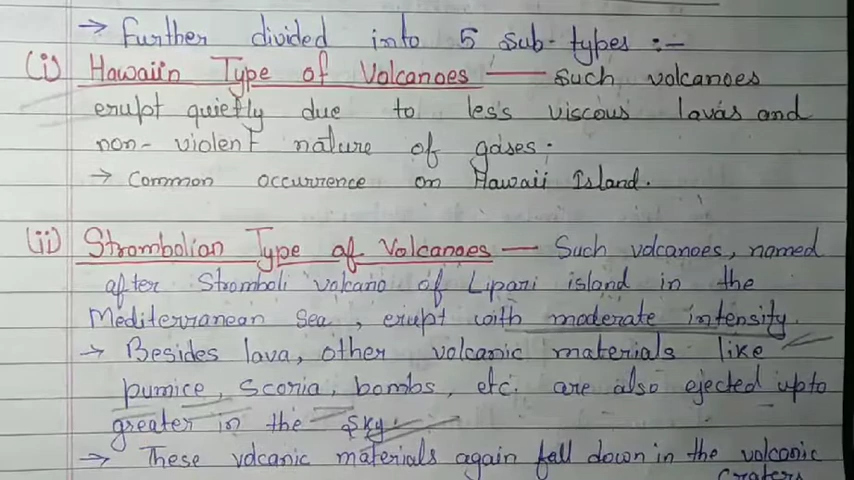 → Further divided into 5 sub-types :-
(i) Hawaiin Type of Volcanoes — Such volcanoes
erupt quietly due to less viscous lavas and
non-violent nature of gases.
→ Common occurrence on Hawaii Island.
(ii) Strombolian Type of Volcanoes — Such volcanoes, named
after Stromboli volcano of Lipari island in the
Mediterranean Sea, erupt with moderate intensity.
→ Besides lava, other volcanic materials like
pumice, Scoria, bombs, etc. are also ejected upto
greater in the sky.
→ These volcanic materials again fall down in the volcanic
craters